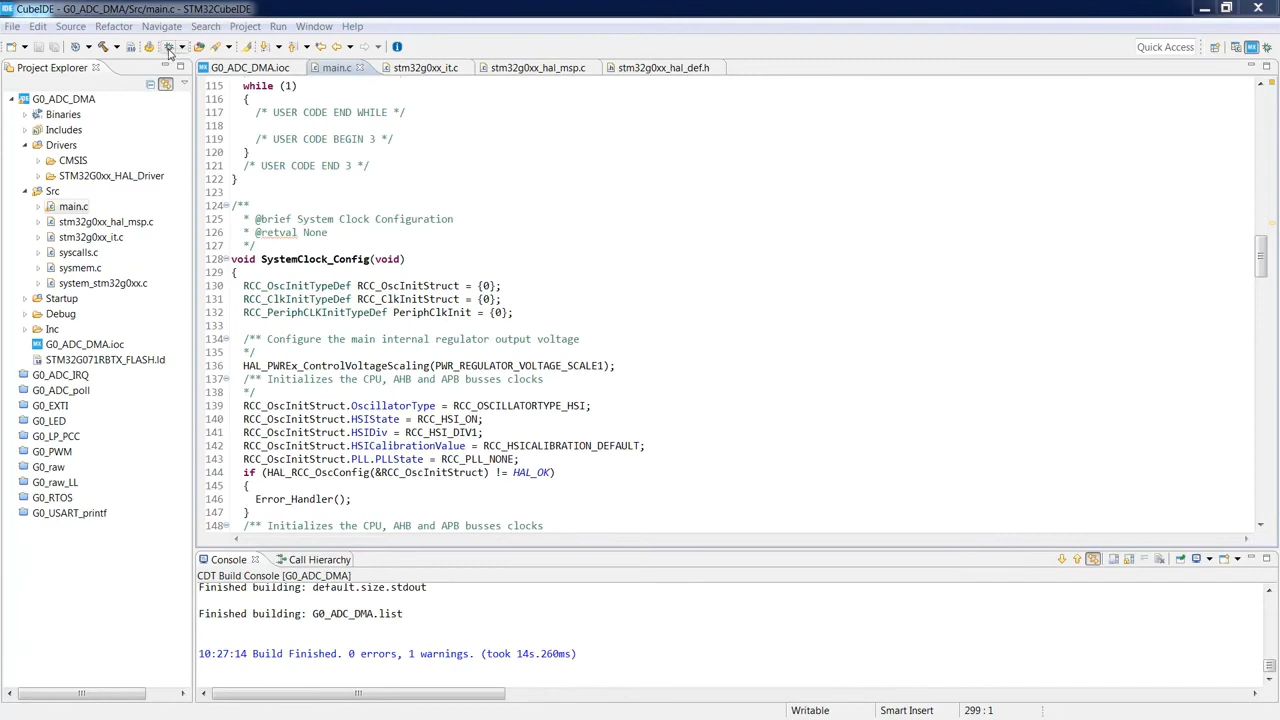 IDE CubeIDE - G0_ADC_DMA/Src/main.c - STM32CubeIDE
File Edit Source Refactor Navigate Search Project Run Window Help
Quick Access
Project Explorer
G0_ADC_DMA.ioc main.c stm32g0xx_it.c stm32g0xx_hal_msp.c stm32g0xx_hal_def.h
G0_ADC_DMA
Binaries
Includes
Drivers
CMSIS
STM32G0xx_HAL_Driver
Src
main.c
stm32g0xx_hal_msp.c
stm32g0xx_it.c
syscalls.c
sysmem.c
system_stm32g0xx.c
Startup
Debug
Inc
G0_ADC_DMA.ioc
STM32G071RBTX_FLASH.ld
G0_ADC_IRQ
G0_ADC_poll
G0_EXTI
G0_LED
G0_LP_PCC
G0_PWM
G0_raw
G0_raw_LL
G0_RTOS
G0_USART_printf
115 while (1)
116 {
117 /* USER CODE END WHILE */
118
119 /* USER CODE BEGIN 3 */
120 }
121 /* USER CODE END 3 */
122 }
123
124 /**
125 * @brief System Clock Configuration
126 * @retval None
127 */
128 void SystemClock_Config(void)
129 {
130 RCC_OscInitTypeDef RCC_OscInitStruct = {0};
131 RCC_ClkInitTypeDef RCC_ClkInitStruct = {0};
132 RCC_PeriphCLKInitTypeDef PeriphClkInit = {0};
133
134 /** Configure the main internal regulator output voltage
135 */
136 HAL_PWREx_ControlVoltageScaling(PWR_REGULATOR_VOLTAGE_SCALE1);
137 /** Initializes the CPU, AHB and APB busses clocks
138 */
139 RCC_OscInitStruct.OscillatorType = RCC_OSCILLATORTYPE_HSI;
140 RCC_OscInitStruct.HSIState = RCC_HSI_ON;
141 RCC_OscInitStruct.HSIDiv = RCC_HSI_DIV1;
142 RCC_OscInitStruct.HSICalibrationValue = RCC_HSICALIBRATION_DEFAULT;
143 RCC_OscInitStruct.PLL.PLLState = RCC_PLL_NONE;
144 if (HAL_RCC_OscConfig(&RCC_OscInitStruct) != HAL_OK)
145 {
146 Error_Handler();
147 }
148 /** Initializes the CPU, AHB and APB busses clocks
Console Call Hierarchy
CDT Build Console [G0_ADC_DMA]
Finished building: default.size.stdout
Finished building: G0_ADC_DMA.list
10:27:14 Build Finished. 0 errors, 1 warnings. (took 14s.260ms)
Writable Smart Insert 299 : 1